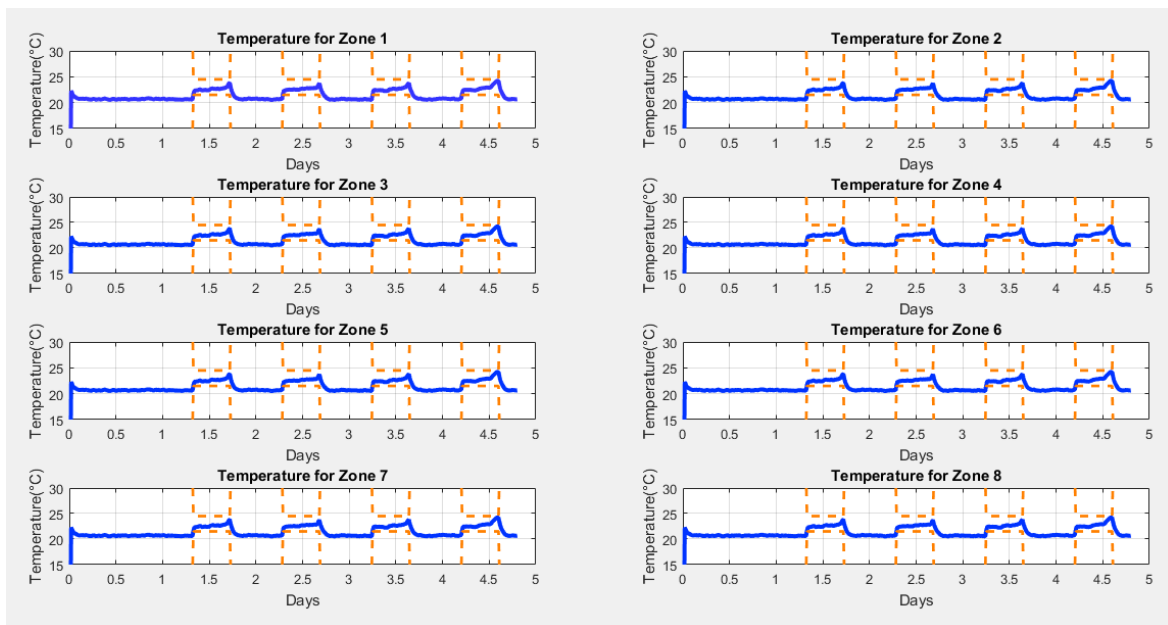 Temperature for Zone 1
Temperature(°C)
30
25
20
15
0 0.5 1 1.5 2 2.5 3 3.5 4 4.5 5
Days
Temperature for Zone 2
Temperature(°C)
30
25
20
15
0 0.5 1 1.5 2 2.5 3 3.5 4 4.5 5
Days
Temperature for Zone 3
Temperature(°C)
30
25
20
15
0 0.5 1 1.5 2 2.5 3 3.5 4 4.5 5
Days
Temperature for Zone 4
Temperature(°C)
30
25
20
15
0 0.5 1 1.5 2 2.5 3 3.5 4 4.5 5
Days
Temperature for Zone 5
Temperature(°C)
30
25
20
15
0 0.5 1 1.5 2 2.5 3 3.5 4 4.5 5
Days
Temperature for Zone 6
Temperature(°C)
30
25
20
15
0 0.5 1 1.5 2 2.5 3 3.5 4 4.5 5
Days
Temperature for Zone 7
Temperature(°C)
30
25
20
15
0 0.5 1 1.5 2 2.5 3 3.5 4 4.5 5
Days
Temperature for Zone 8
Temperature(°C)
30
25
20
15
0 0.5 1 1.5 2 2.5 3 3.5 4 4.5 5
Days